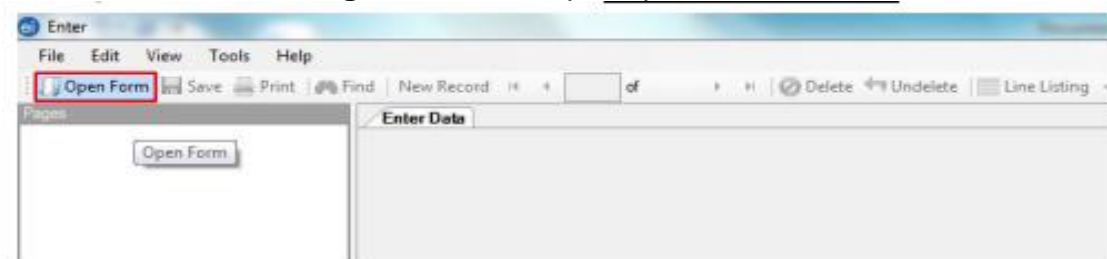 Enter
File Edit View Tools Help
Open Form Save Print Find New Record of Delete Undelete Line Listing
Pages Enter Data
Open Form